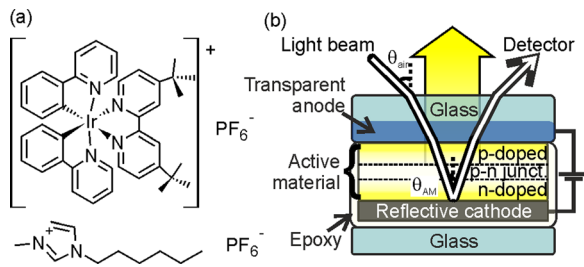 (a)
+
N
N
Ir
N
N
PF6-
N
+
N
PF6-
(b)
Light beam
θair
Detector
Transparent
anode
Glass
Active
material
p-doped
p-n junct.
θAM
n-doped
Reflective cathode
Epoxy
Glass